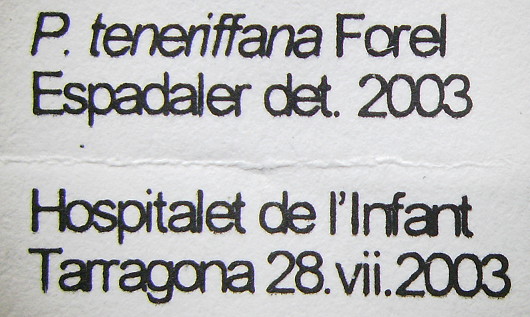 P. teneriffana Forel
Espadaler det. 2003
Hospitalet de l'Infant
Tarragona 28.vii.2003